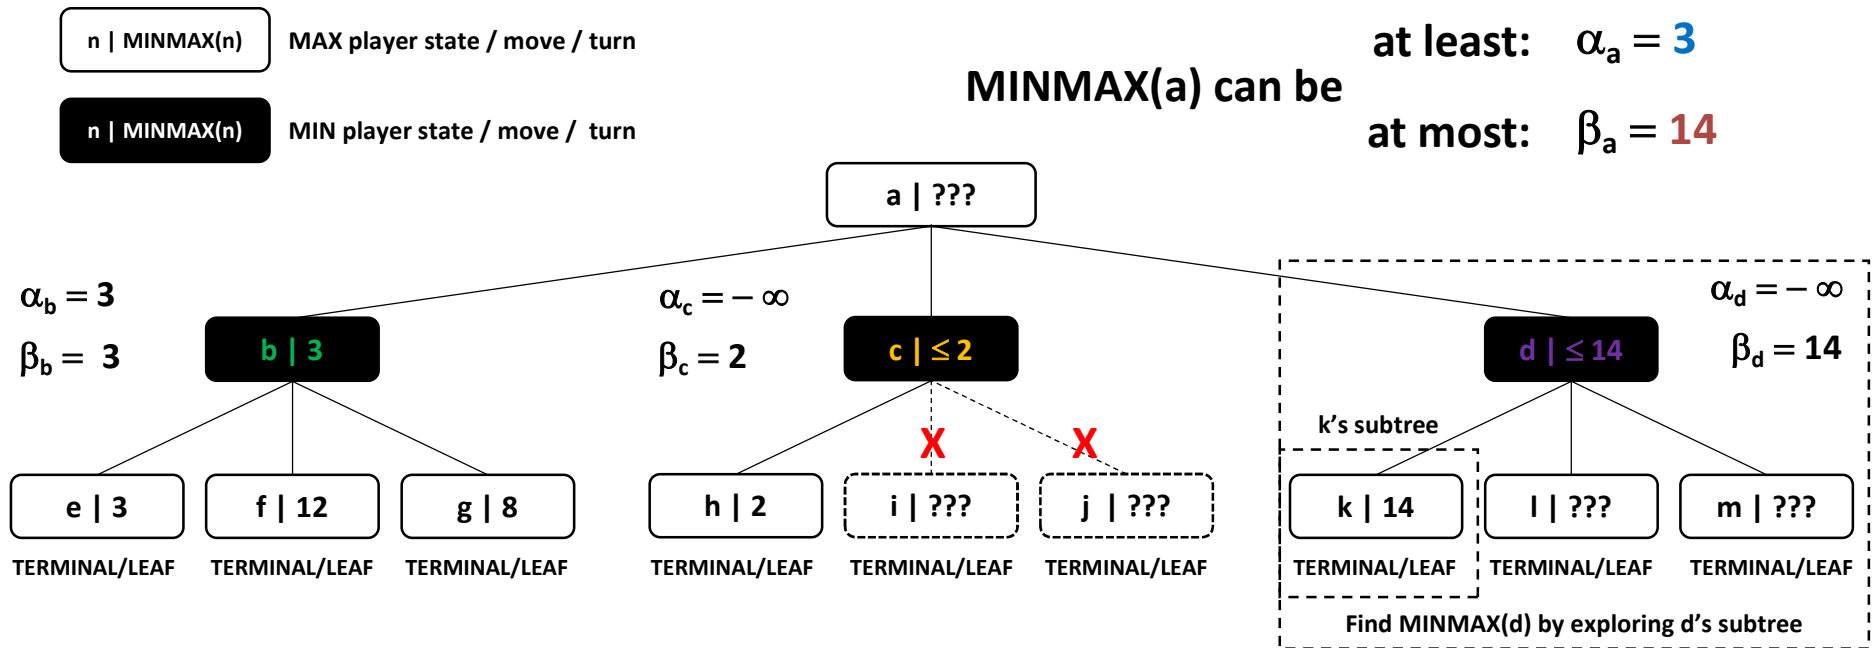 n | MINMAX(n) MAX player state / move / turn
at least: αa = 3
MINMAX(a) can be
n | MINMAX(n) MIN player state / move / turn
at most: βa = 14
a | ???
αb = 3
αc = − ∞
αd = − ∞
b | 3
βb = 3
c | ≤ 2
βc = 2
d | ≤ 14
βd = 14
k's subtree
X X
e | 3 f | 12 g | 8 h | 2 i | ??? j | ??? k | 14 l | ??? m | ???
TERMINAL/LEAF TERMINAL/LEAF TERMINAL/LEAF TERMINAL/LEAF TERMINAL/LEAF TERMINAL/LEAF TERMINAL/LEAF TERMINAL/LEAF TERMINAL/LEAF
Find MINMAX(d) by exploring d's subtree